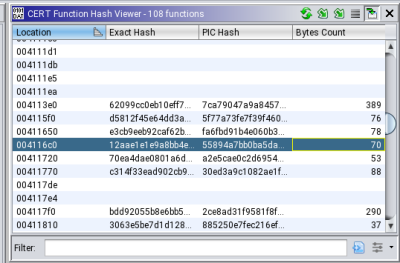 CERT Function Hash Viewer - 108 functions
Location Exact Hash PIC Hash Bytes Count
004111d1
004111db
004111e5
004111ea
004113e0 62099cc0eb10eff7... 7ca79047a9a8457... 389
004115f0 d5812f45e64dd3a... 5f77a73fe7f39f460... 76
00411650 e3cb9eeb92caf62b... fa6fbd91b4e060b3... 78
004116c0 12aae1e1e9a8bb4e... 55894a7bb0ba5da... 70
00411720 70ea4dae0801a6d... a2e5cae0c2d6954... 53
00411770 c314f33ead902cb9... 30ed3a9c1082ae1f... 88
004117de
004117e4
004117f0 bdd92055b8e6bb5... 2ce8ad31f9581f8f... 290
00411810 3063e5be7d1d128... 885250e7fec216ef... 37
Filter: